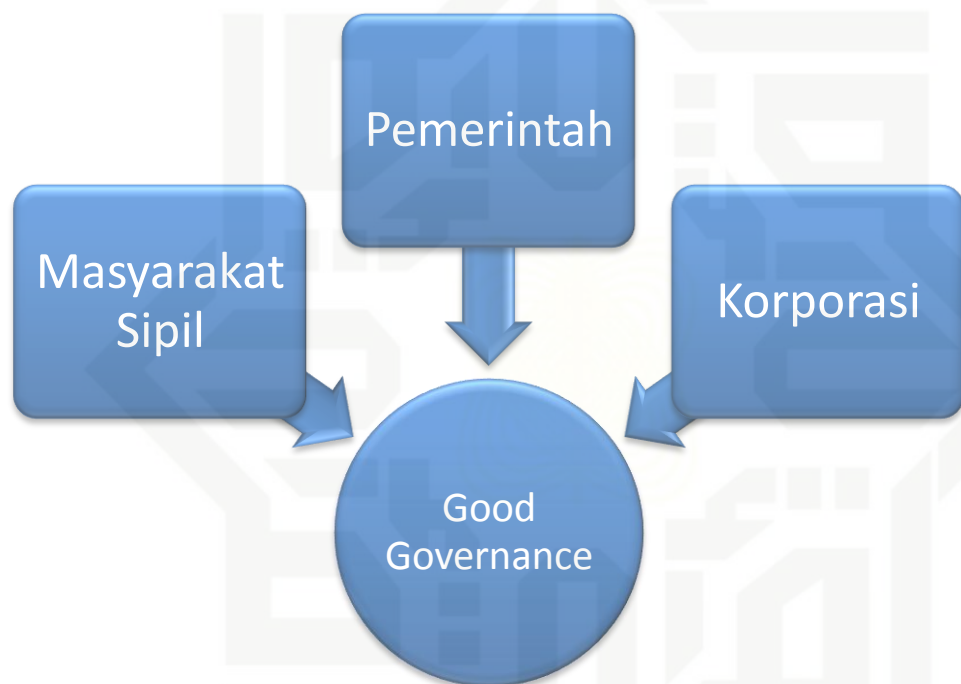 Pemerintah
Masyarakat
Sipil
Korporasi
Good
Governance